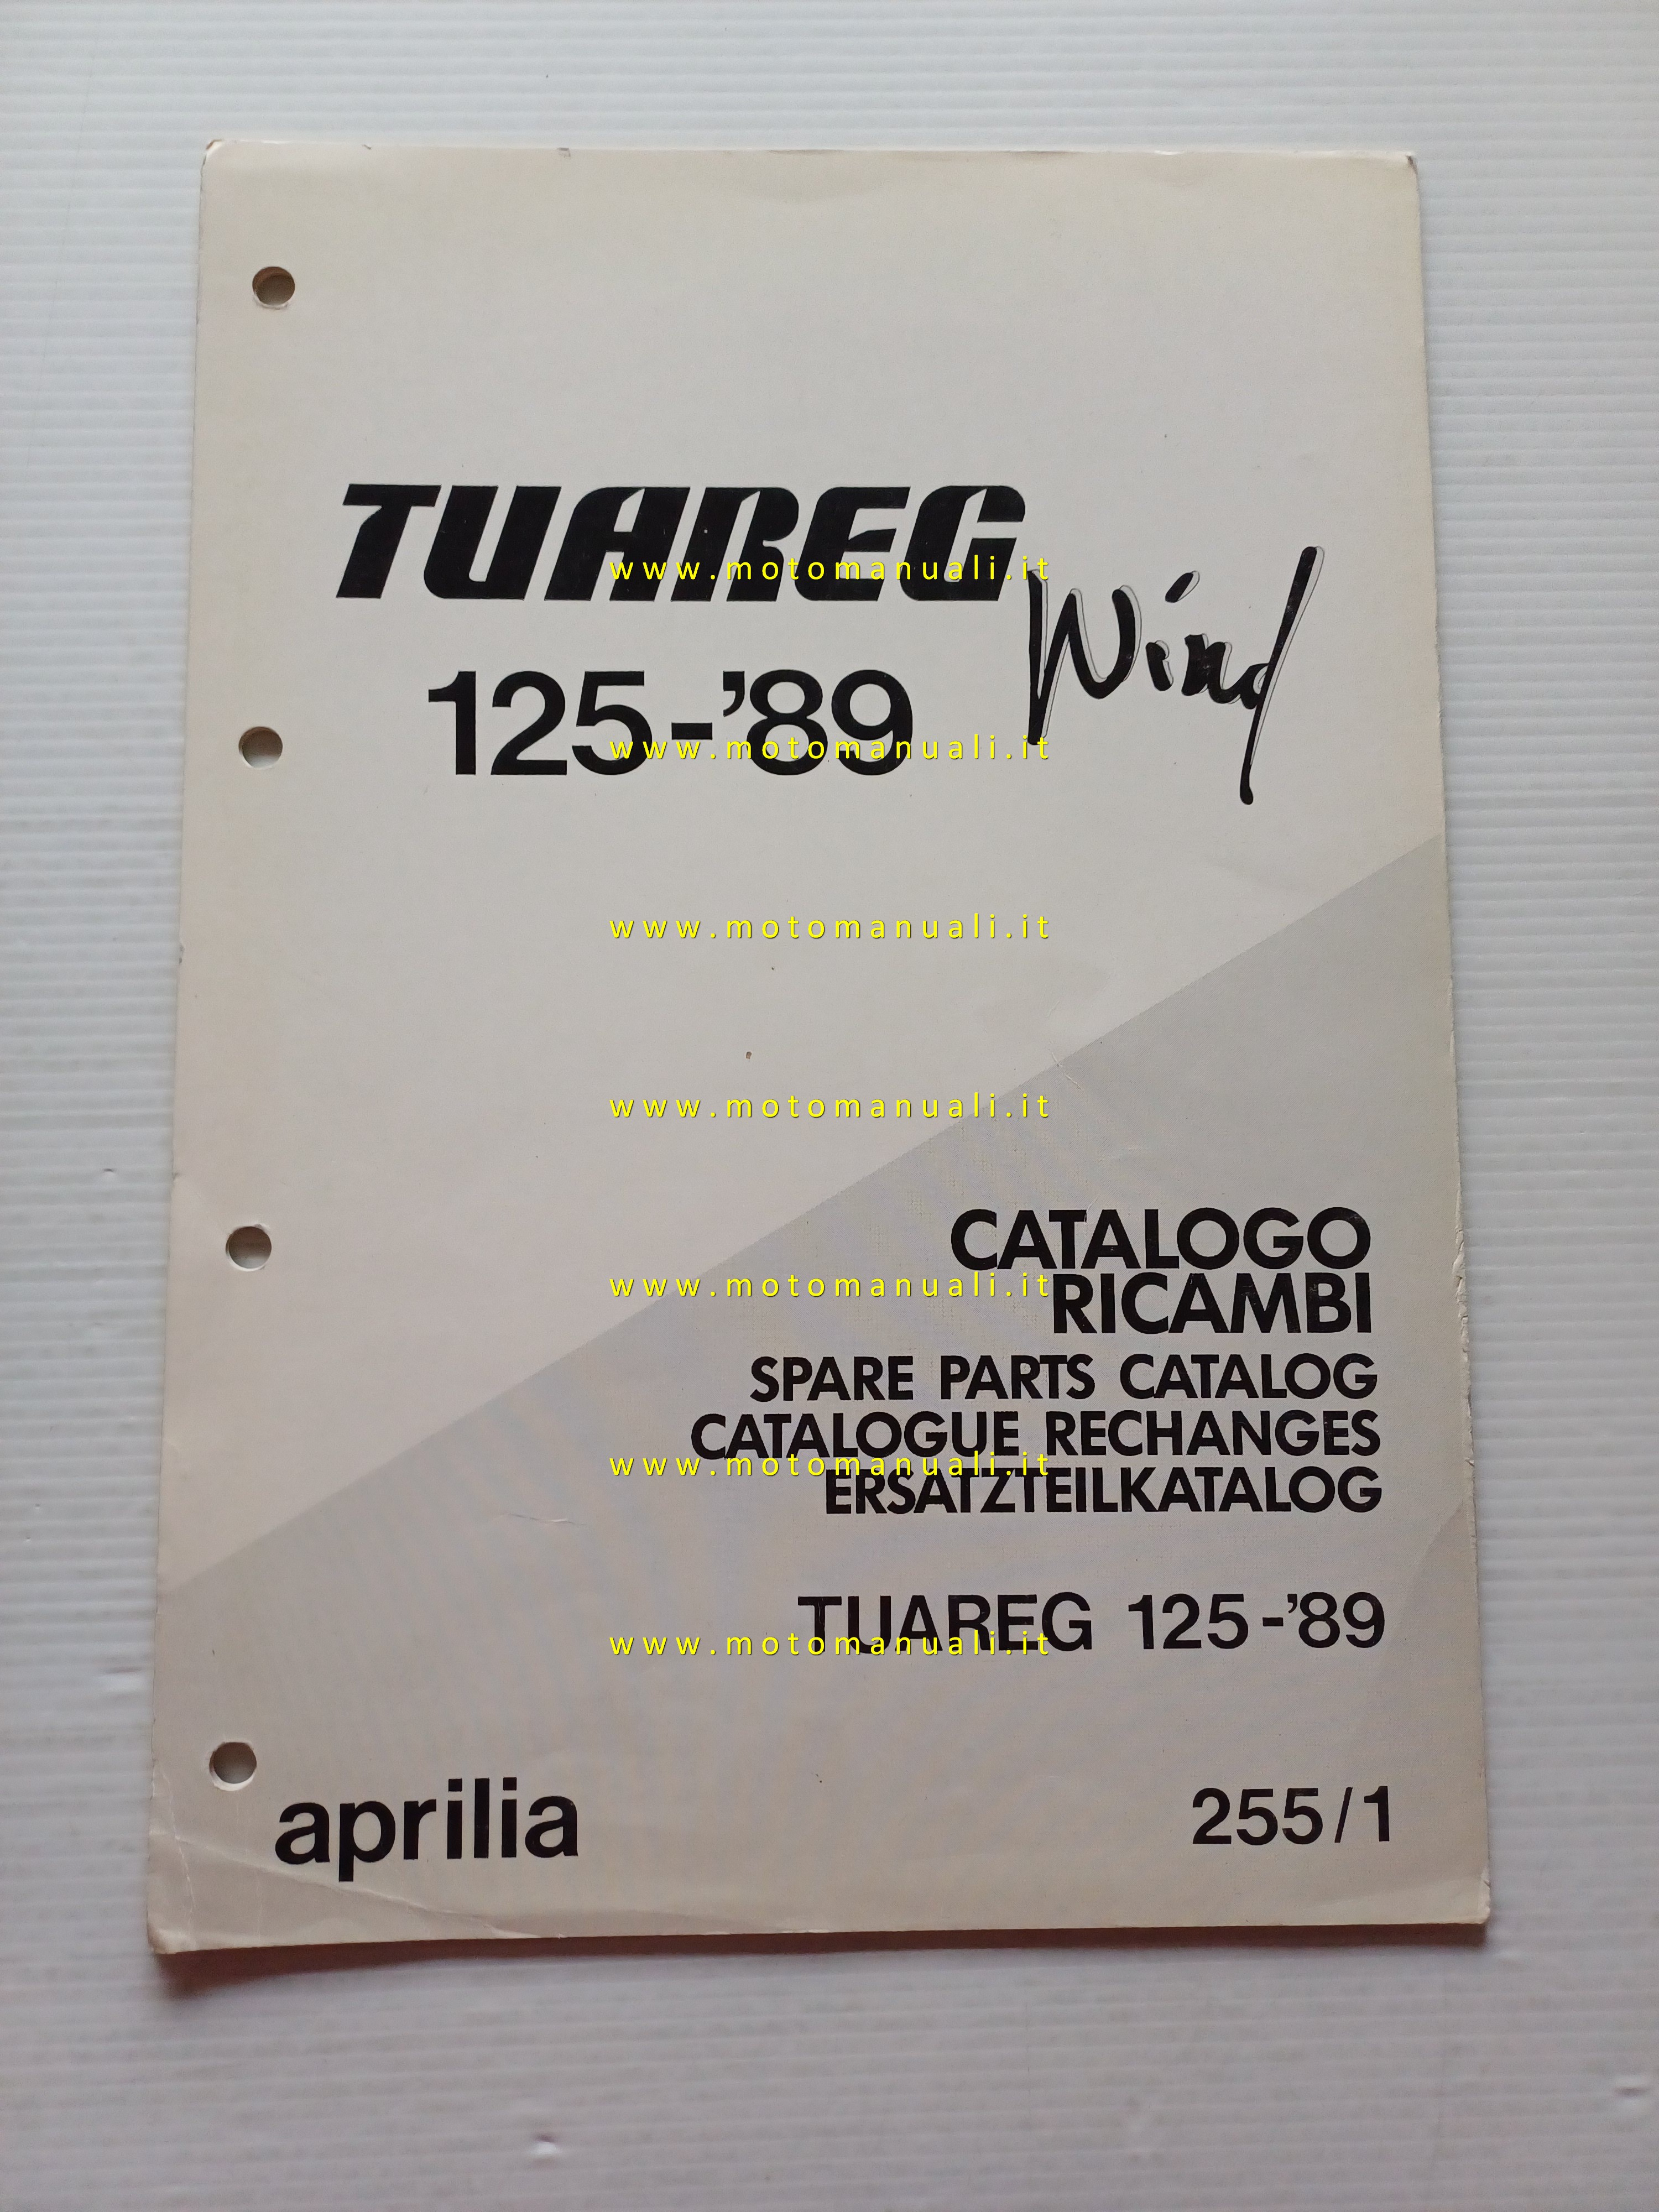 TUAREG
www.motomanuali.it
Wind
125-'89
www.motomanuali.it
www.motomanuali.it
www.motomanuali.it
CATALOGO
www.motomanuali.it
RICAMBI
SPARE PARTS CATALOG
CATALOGUE RECHANGES
www.motomanuali.it
ERSATZTEILKATALOG
TUAREG 125-'89
www.motomanuali.it
aprilia
255/1